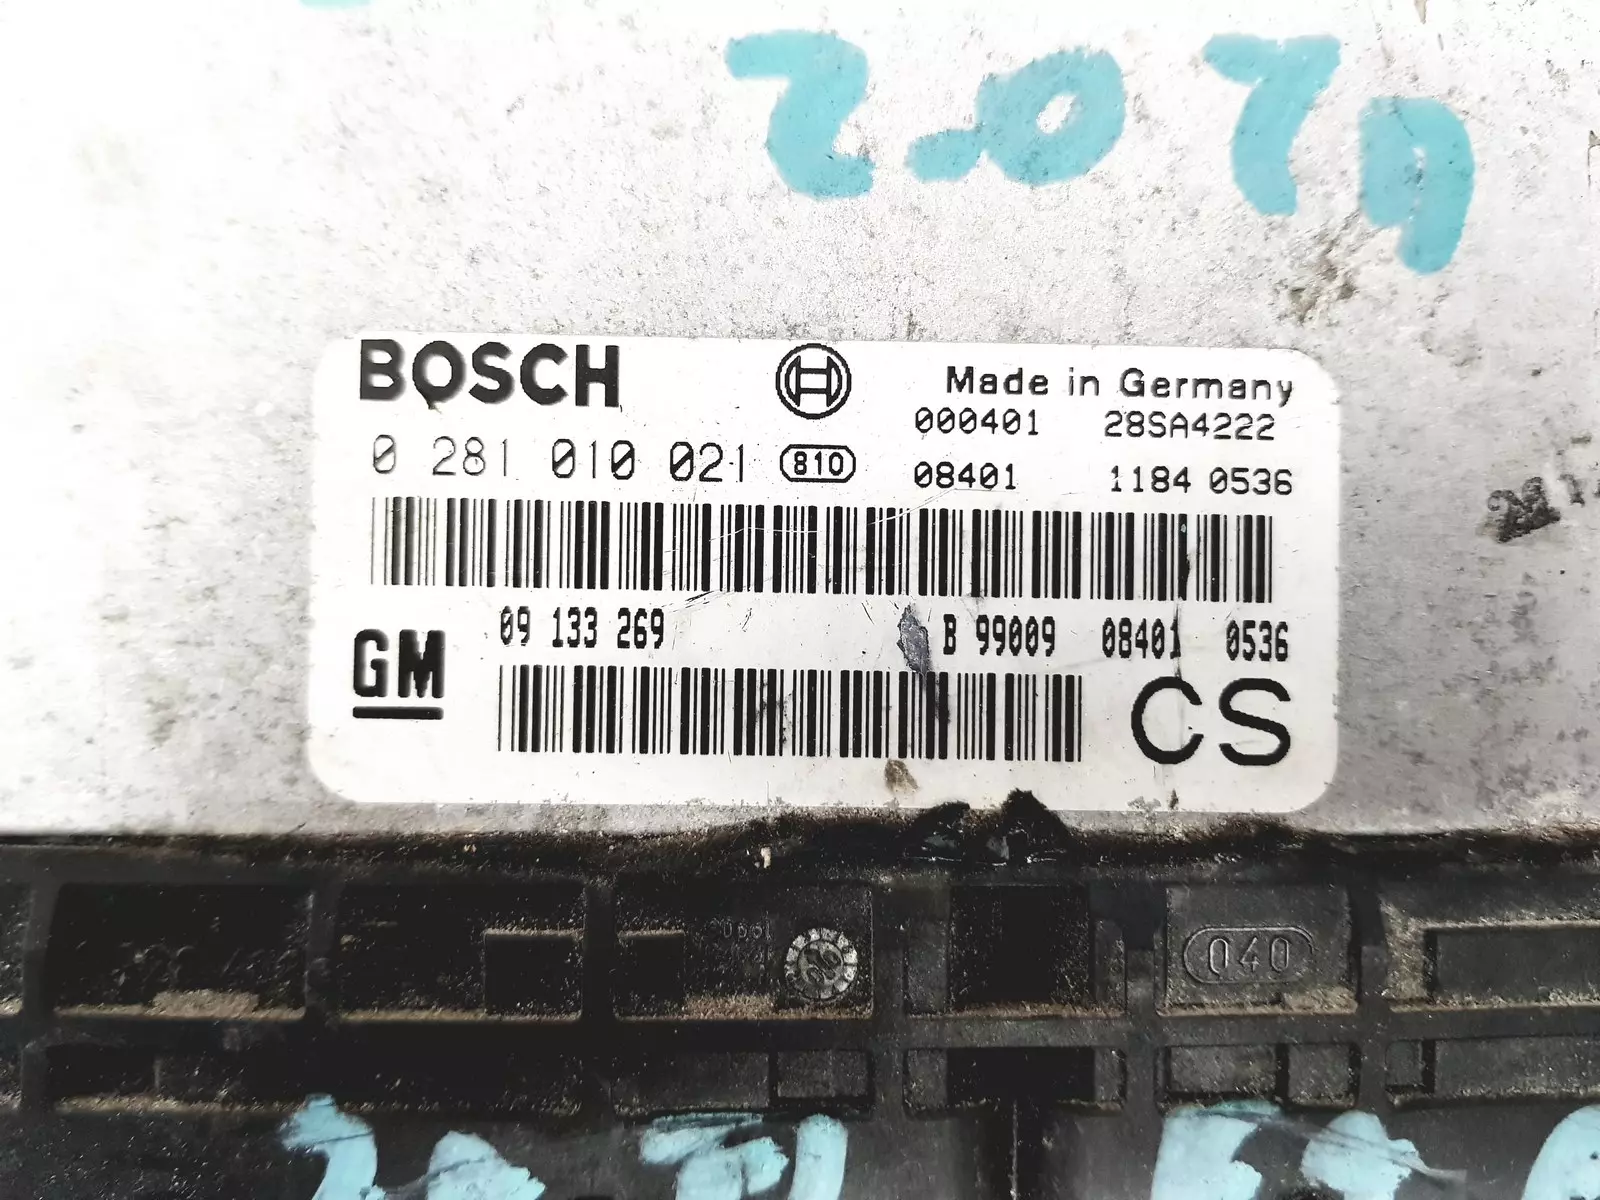 2.0 TD
BOSCH Made in Germany
000401 28SA4222
0 281 010 021 810 08401 1184 0536
09 133 269 B 99009 08401 0536
GM CS
040